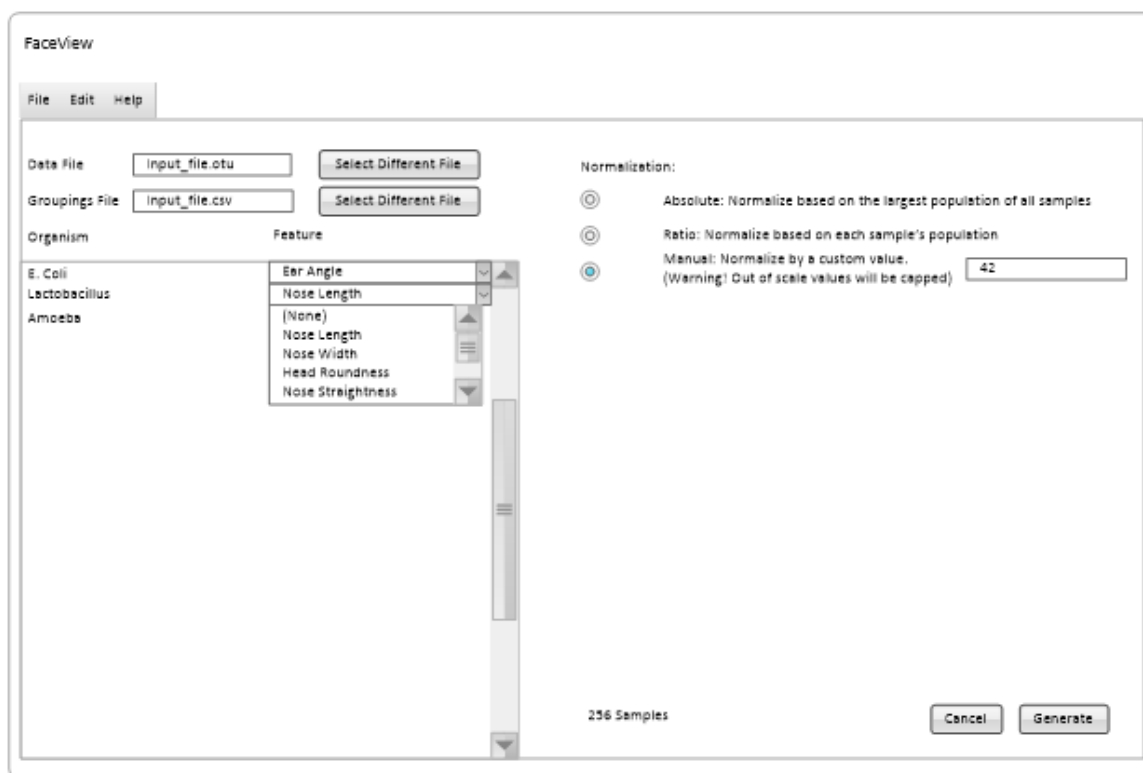 FaceView
File Edit Help
Data File Input_file.otu Select Different File
Groupings File Input_file.csv Select Different File
Organism Feature
E. Coli Ear Angle
Lactobacillus Nose Length
Amoeba (None)
Nose Length
Nose Width
Head Roundness
Nose Straightness
Normalization:
Absolute: Normalize based on the largest population of all samples
Ratio: Normalize based on each sample's population
Manual: Normalize by a custom value.
(Warning! Out of scale values will be capped) 42
256 Samples Cancel Generate